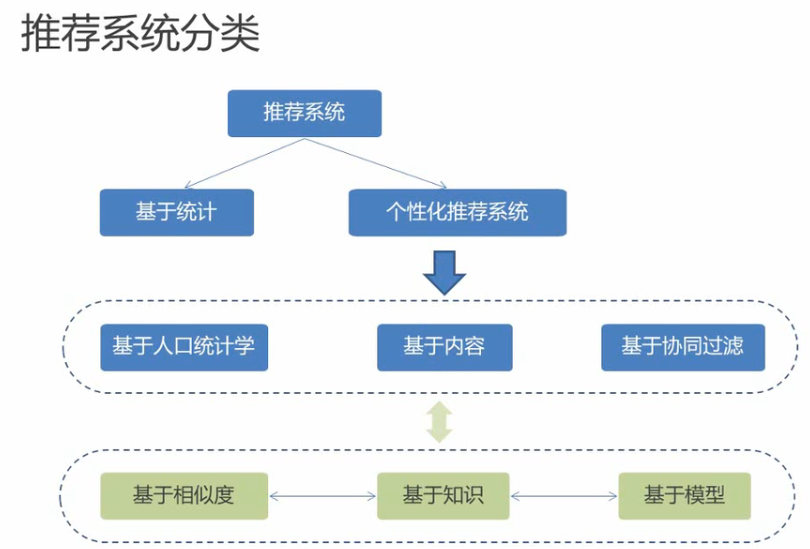 推荐系统分类
推荐系统
基于统计
个性化推荐系统
基于人口统计学
基于内容
基于协同过滤
基于相似度
基于知识
基于模型